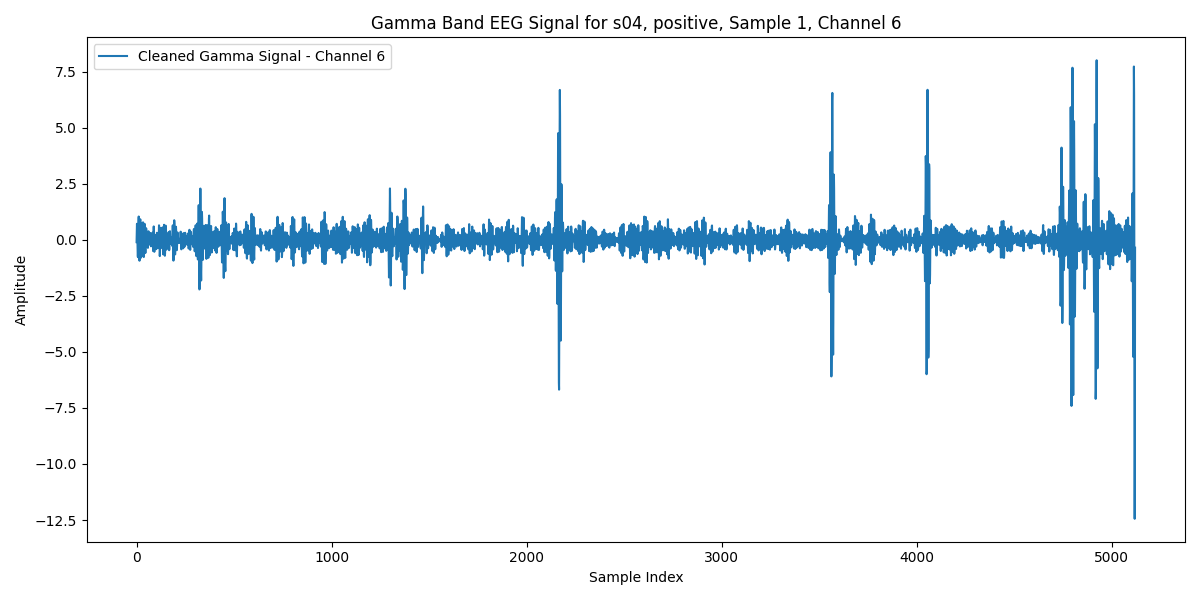 Gamma Band EEG Signal for s04, positive, Sample 1, Channel 6
Cleaned Gamma Signal - Channel 6
7.5
5.0
2.5
0.0
−2.5
−5.0
−7.5
−10.0
−12.5
Amplitude
0 1000 2000 3000 4000 5000
Sample Index